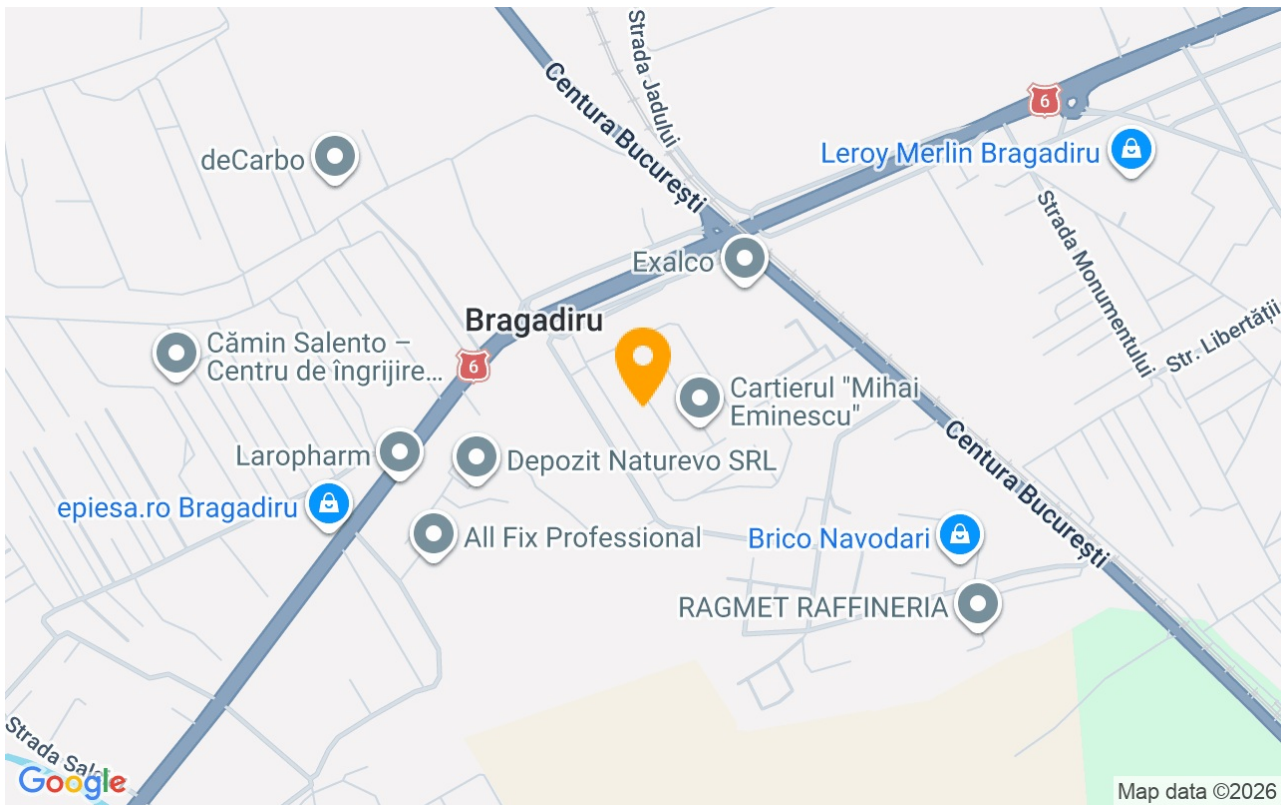 Strada Jadului
Centura București
6
Leroy Merlin Bragadiru
deCarbo
Strada Monumentului
Exalco
Str. Libertății
Bragadiru
Cămin Salento –
Centru de îngrijire...
6
Cartierul "Mihai
Eminescu"
Laropharm
Depozit Naturevo SRL
Centura București
epiesa.ro Bragadiru
All Fix Professional
Brico Navodari
RAGMET RAFFINERIA
Strada
Google
Map data ©2026